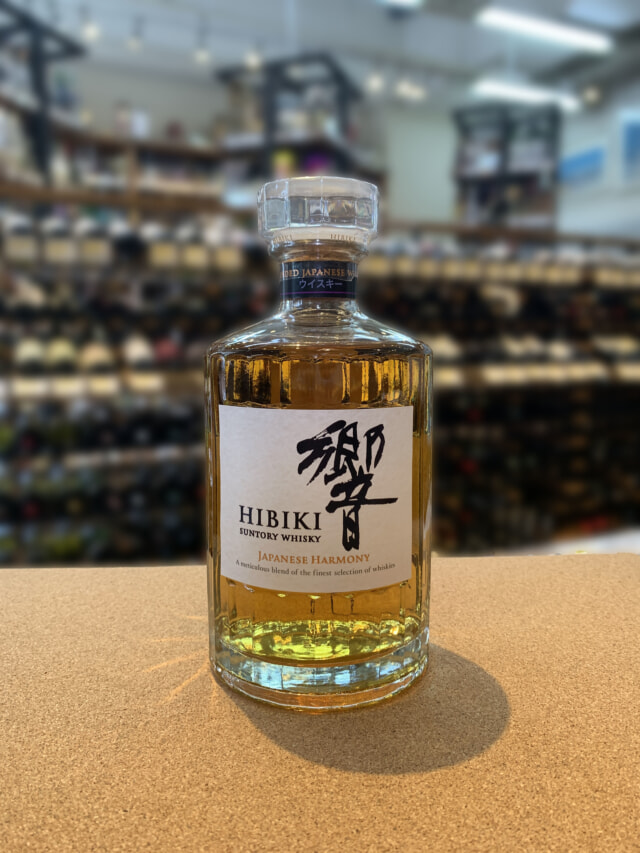 HIBIKI
JAPANESE
ウイスキー
響
HIBIKI
SUNTORY WHISKY
JAPANESE HARMONY
A meticulous blend of the finest selection of whiskies